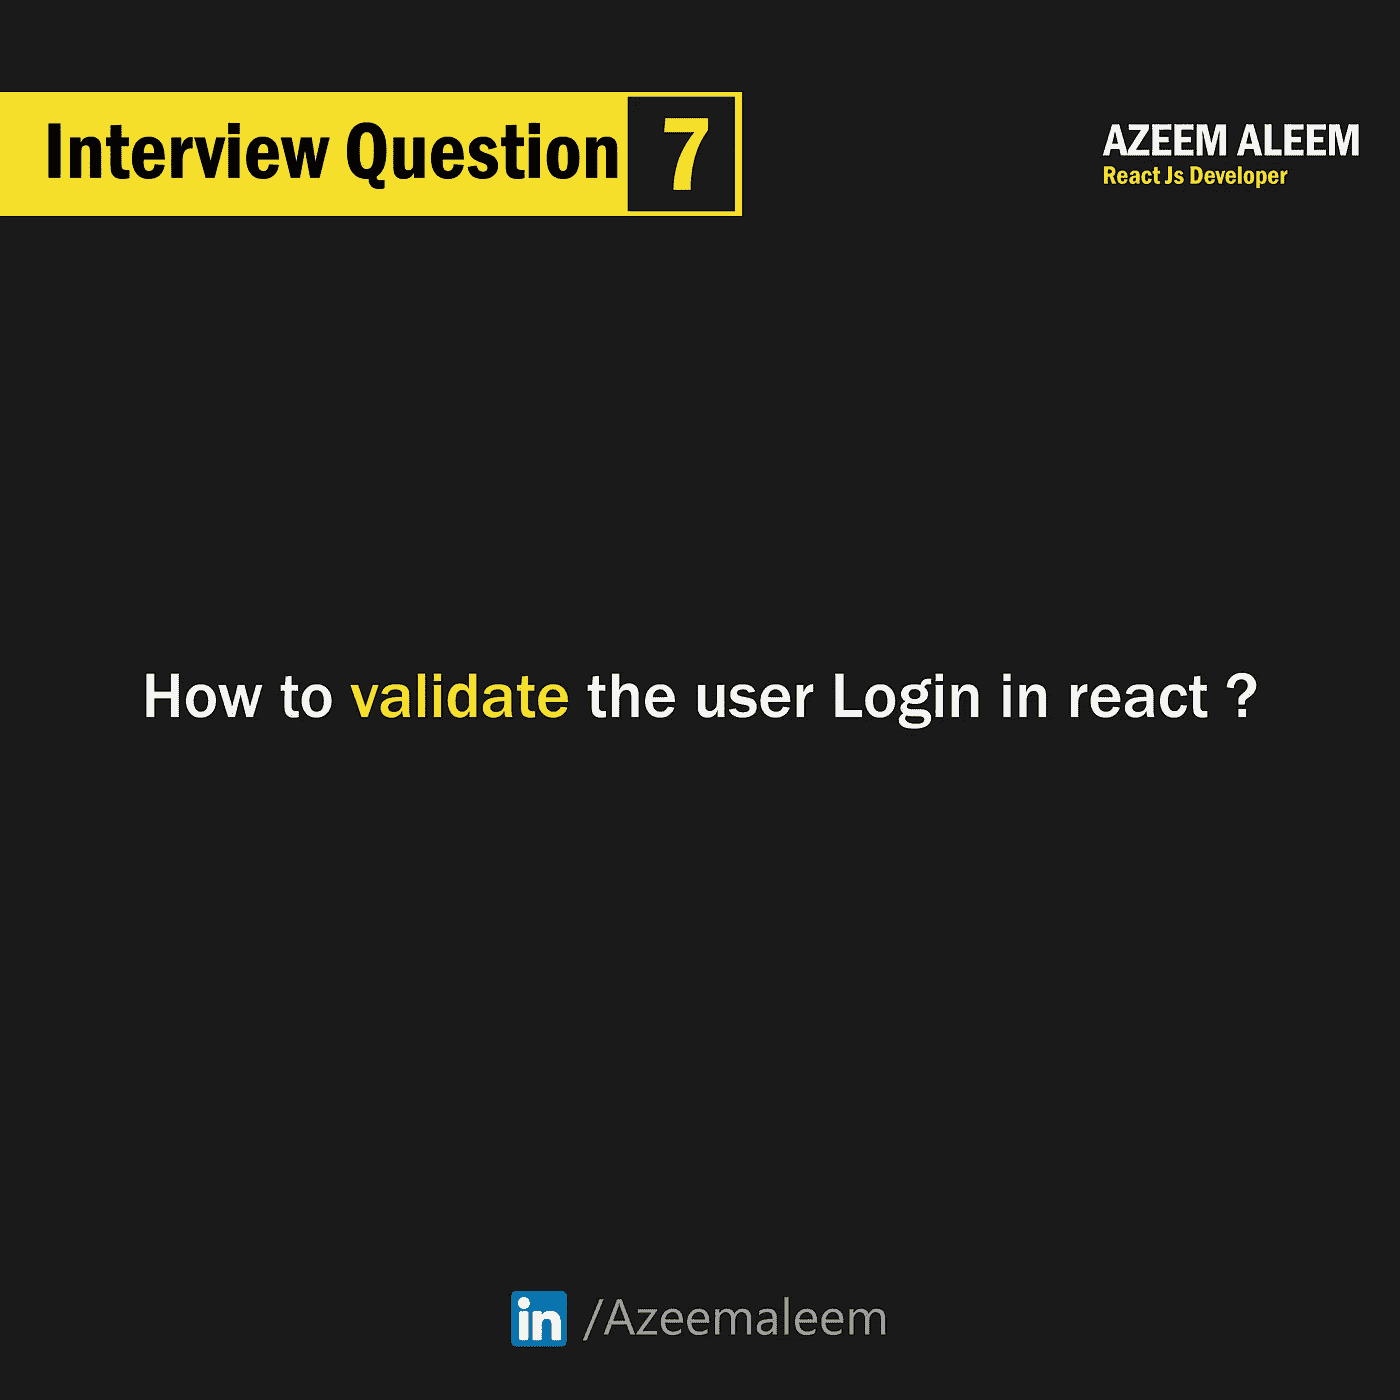 Interview Question 7
AZEEM ALEEM
React Js Developer
How to validate the user Login in react ?
in /Azeemaleem